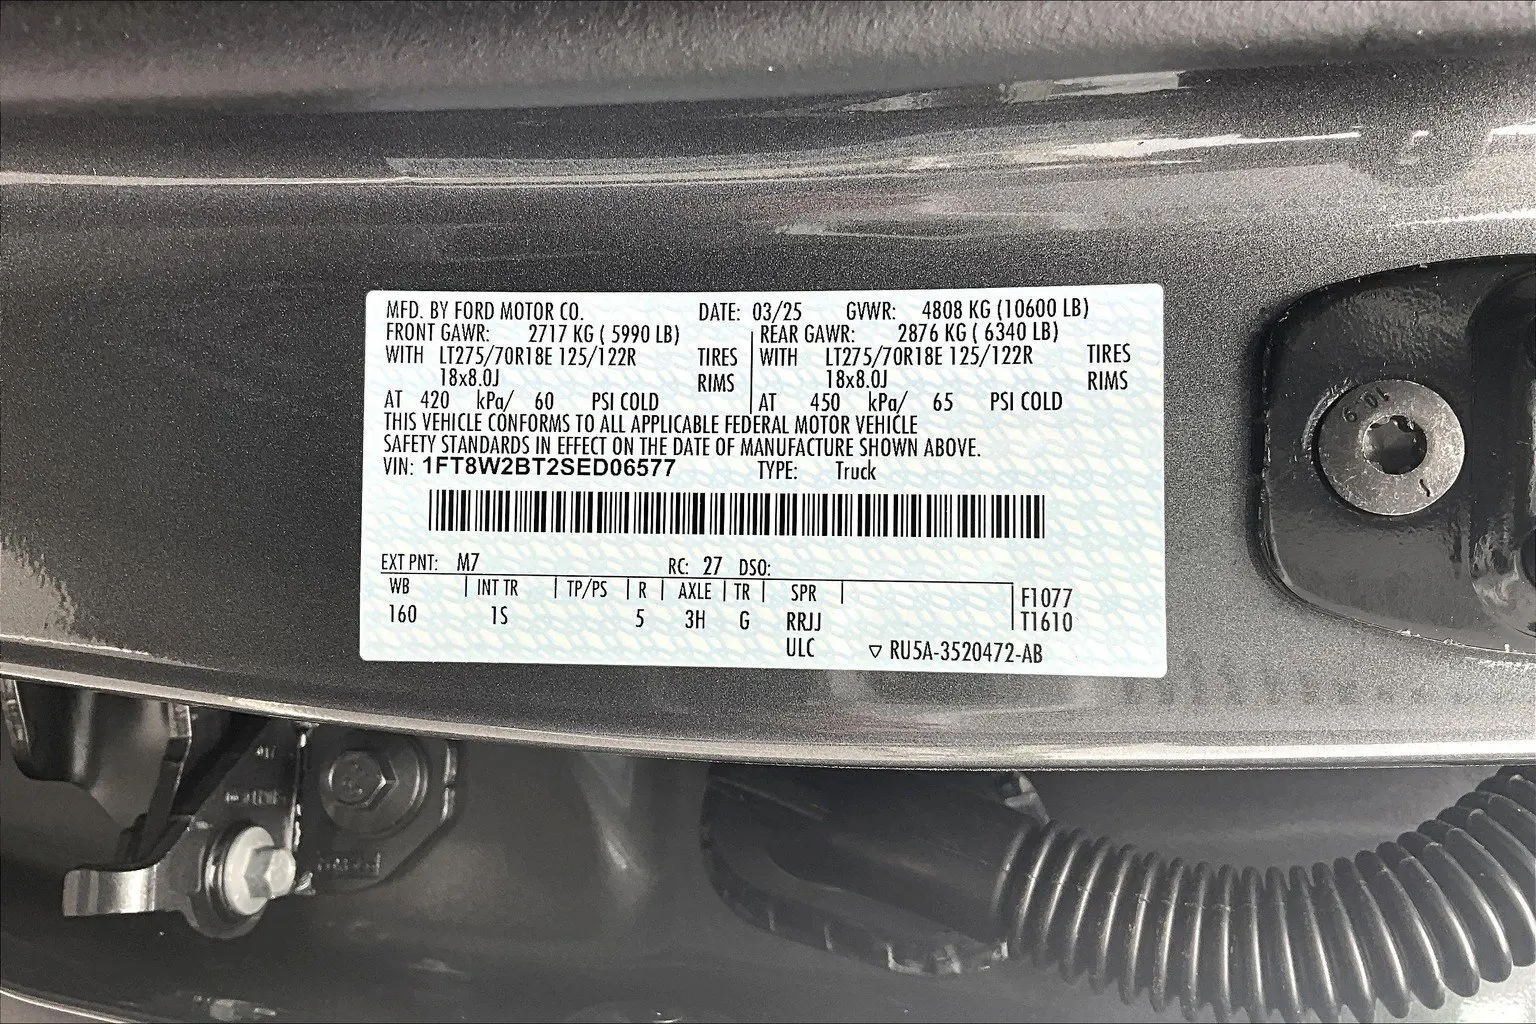 MFD. BY FORD MOTOR CO. DATE: 03/25 GVWR: 4808 KG (10600 LB)
FRONT GAWR: 2717 KG ( 5990 LB) REAR GAWR: 2876 KG ( 6340 LB)
WITH LT275/70R18E 125/122R TIRES WITH LT275/70R18E 125/122R TIRES
18x8.0J RIMS 18x8.0J RIMS
AT 420 kPa/ 60 PSI COLD AT 450 kPa/ 65 PSI COLD
THIS VEHICLE CONFORMS TO ALL APPLICABLE FEDERAL MOTOR VEHICLE
SAFETY STANDARDS IN EFFECT ON THE DATE OF MANUFACTURE SHOWN ABOVE.
VIN: 1FT8W2BT2SED06577 TYPE: Truck
EXT PNT: M7 RC: 27 DSO:
WB INT TR TP/PS R AXLE TR SPR F1077
160 1S 5 3H G RRJJ T1610
ULC ▽ RU5A-3520472-AB
10.9